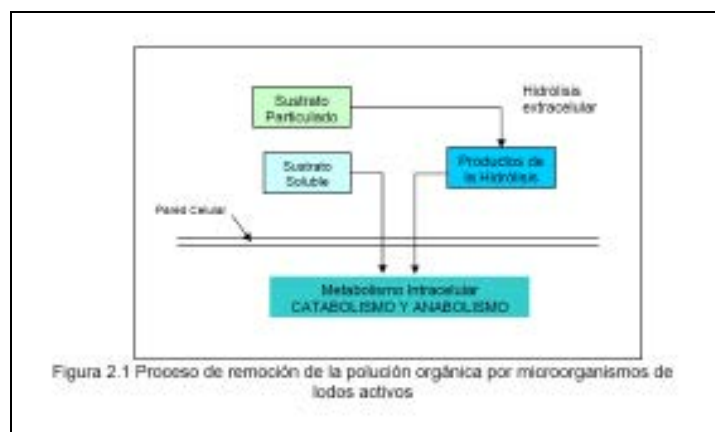 Sustrato
Particulado
Hidrólisis
extracelular
Sustrato
Soluble
Productos de
la Hidrólisis
Pared Celular
Metabolismo Intracelular
CATABOLISMO Y ANABOLISMO
Figura 2.1 Proceso de remoción de la polución orgánica por microorganismos de
lodos activos